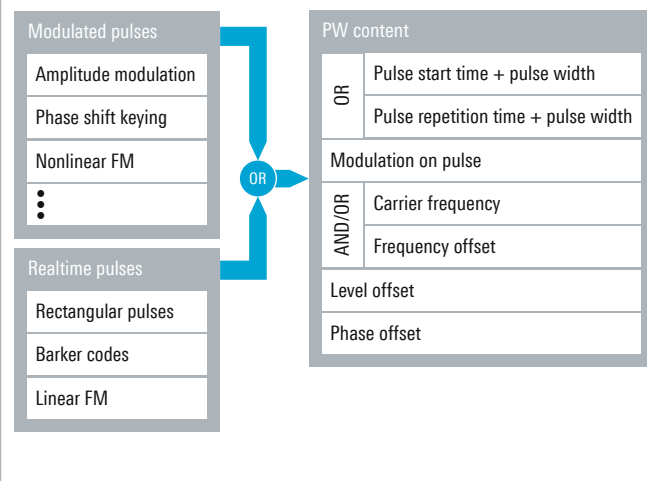 Modulated pulses
Amplitude modulation
Phase shift keying
Nonlinear FM
Realtime pulses
Rectangular pulses
Barker codes
Linear FM
OR
PW content
OR
Pulse start time + pulse width
Pulse repetition time + pulse width
Modulation on pulse
AND/OR
Carrier frequency
Frequency offset
Level offset
Phase offset